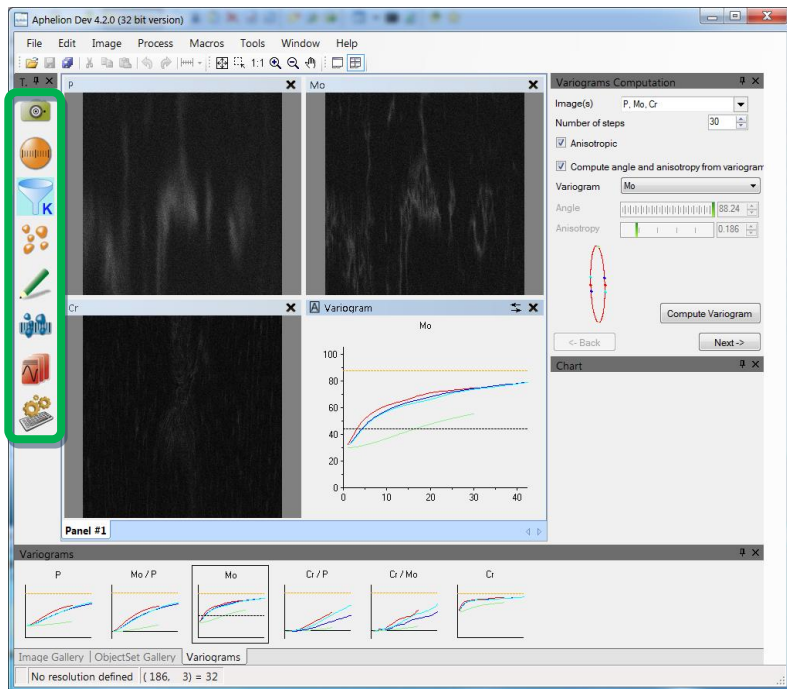 Aphelion Dev 4.2.0 (32 bit version)
File Edit Image Process Macros Tools Window Help
1:1
T.
P
Mo
Variograms Computation
Image(s) P, Mo, Cr
Number of steps 30
Anisotropic
Compute angle and anisotropy from variogram
Variogram Mo
Angle 88.24
Anisotropy 0.186
Compute Variogram
<- Back Next ->
K
Cr
A Variogram
Mo
100
80
60
40
20
0
0 10 20 30 40
Chart
Panel #1
Variograms
P Mo / P Mo Cr / P Cr / Mo Cr
Image Gallery ObjectSet Gallery Variograms
No resolution defined (186, 3) = 32